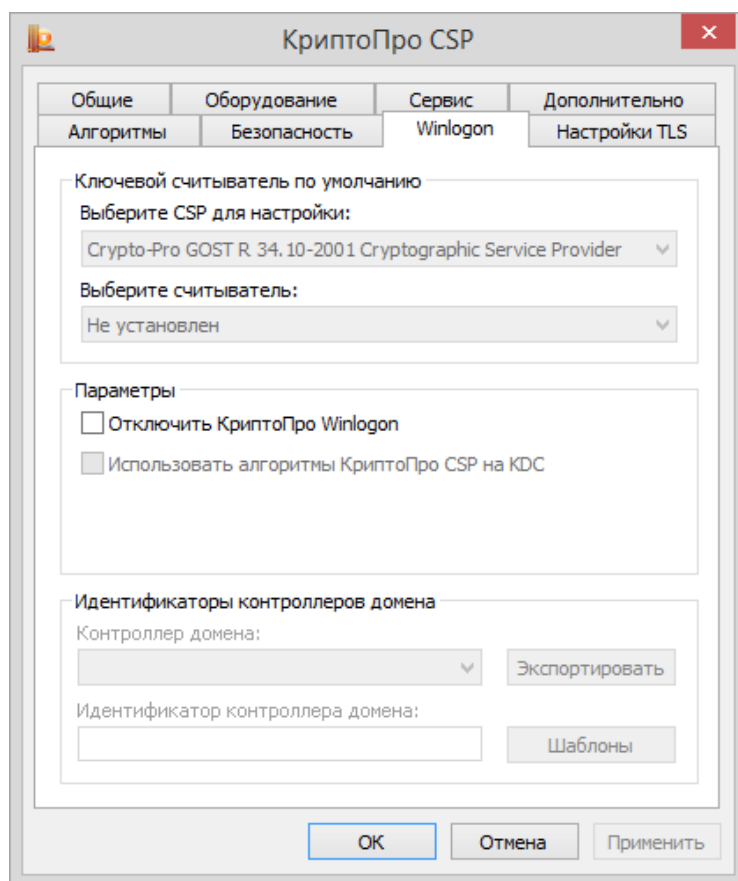 КриптоПро CSP
Общие Оборудование Сервис Дополнительно
Алгоритмы Безопасность Winlogon Настройки TLS
Ключевой считыватель по умолчанию
Выберите CSP для настройки:
Crypto-Pro GOST R 34.10-2001 Cryptographic Service Provider
Выберите считыватель:
Не установлен
Параметры
Отключить КриптоПро Winlogon
Использовать алгоритмы КриптоПро CSP на KDC
Идентификаторы контроллеров домена
Контроллер домена:
Экспортировать
Идентификатор контроллера домена:
Шаблоны
ОК Отмена Применить